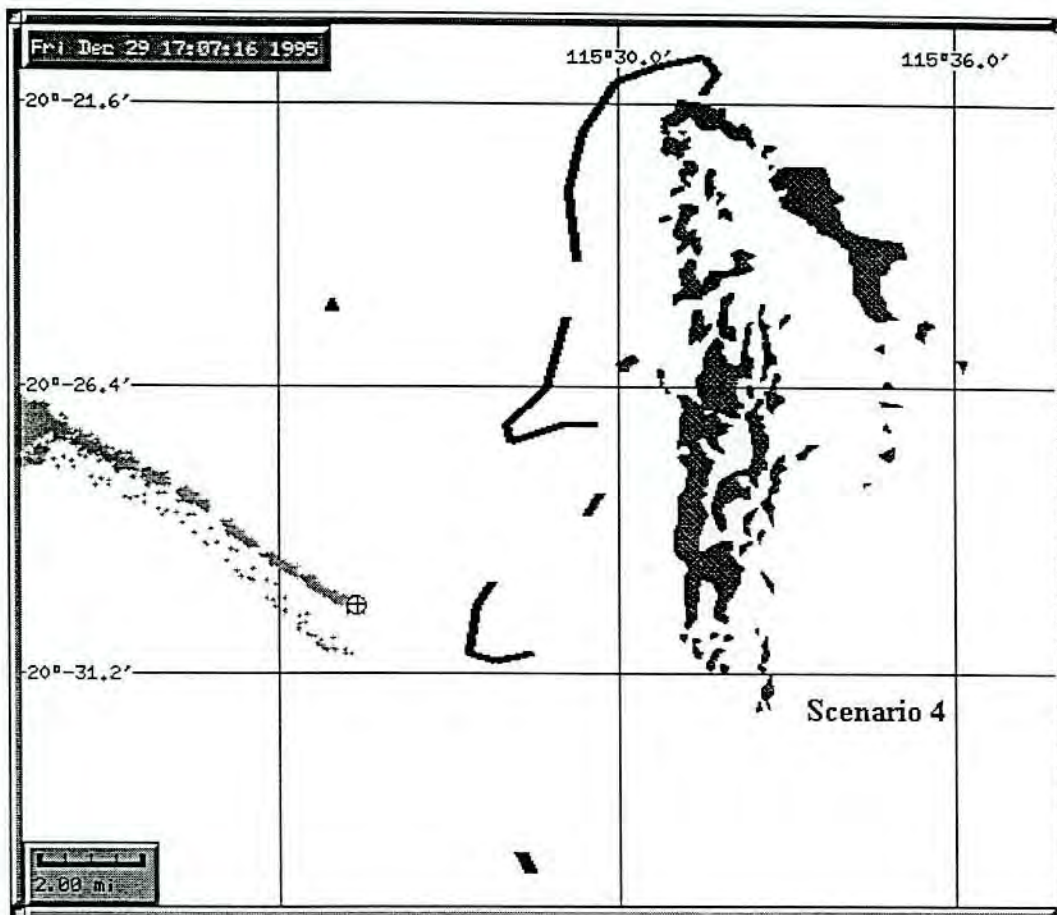 Fri Dec 29 17:07:16 1995
115°30.0′
115°36.0′
-20°-21.6′
-20°-26.4′
-20°-31.2′
Scenario 4
2.00 mi.